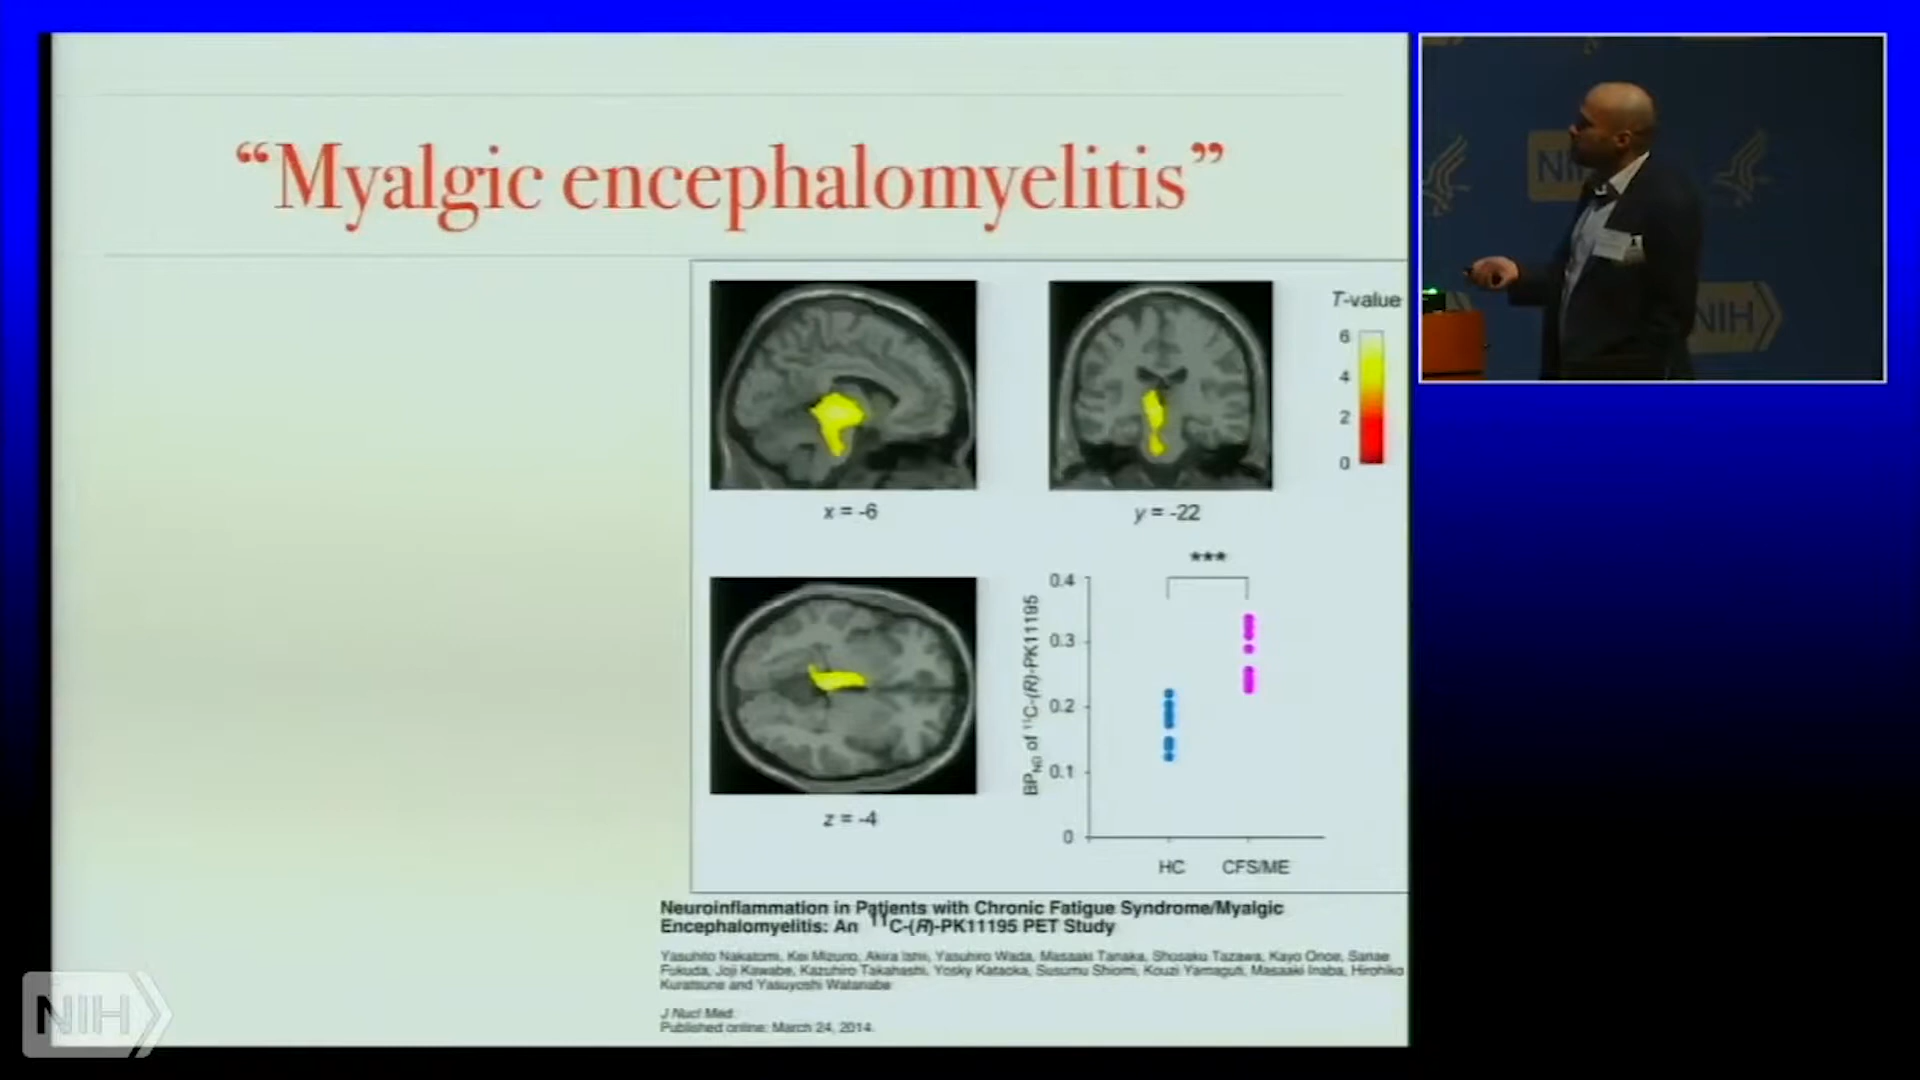 “Myalgic encephalomyelitis”
T-value
6
4
2
0
x = -6
y = -22
***
0.4
0.3
0.2
0.1
0
BPND of 11C-(R)-PK11195
HC CFS/ME
z = -4
Neuroinflammation in Patients with Chronic Fatigue Syndrome/Myalgic
Encephalomyelitis: An 11C-(R)-PK11195 PET Study
Yasuhito Nakatomi, Kei Mizuno, Akira Ishii, Yasuhiro Wada, Masaaki Tanaka, Shusaku Tazawa, Kayo Onoe, Sanae
Fukuda, Joji Kawabe, Kazuhiro Takahashi, Yosky Kataoka, Susumu Shiomi, Kouzi Yamaguti, Masaaki Inaba, Hirohiko
Kuratsune and Yasuyoshi Watanabe
J Nucl Med.
Published online: March 24, 2014.
NIH
NIH
NIH